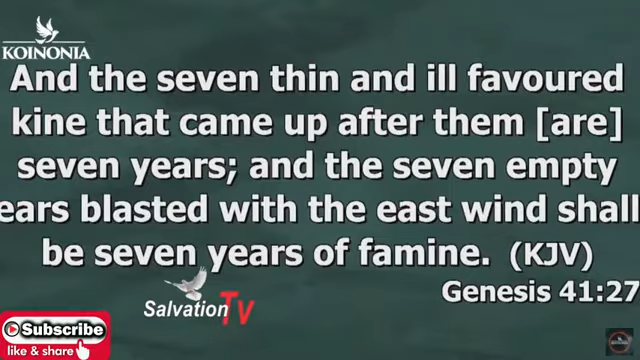 KOINONIA
And the seven thin and ill favoured
kine that came up after them [are]
seven years; and the seven empty
ears blasted with the east wind shall
be seven years of famine. (KJV)
Genesis 41:27
Salvation Tv
Subscribe
like & share